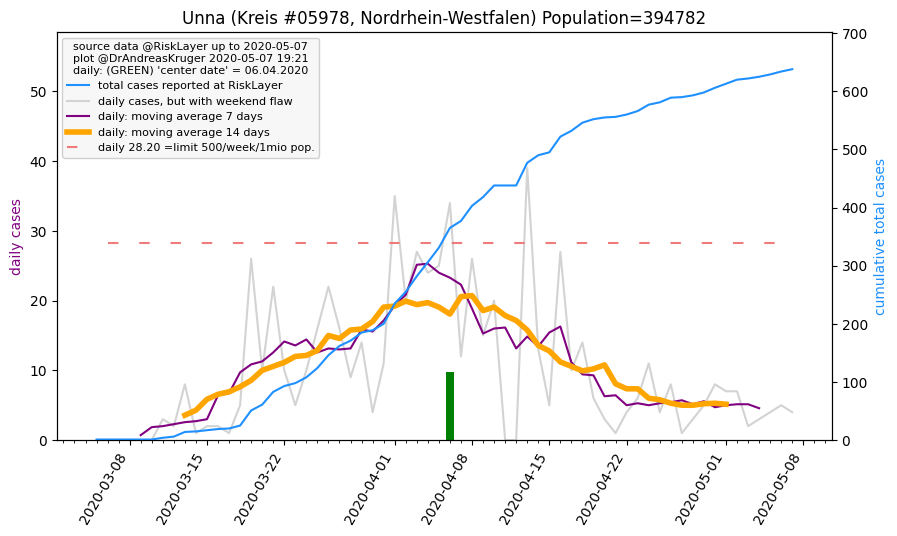 Unna (Kreis #05978, Nordrhein-Westfalen) Population=394782
source data @RiskLayer up to 2020-05-07
plot @DrAndreasKruger 2020-05-07 19:21
daily: (GREEN) 'center date' = 06.04.2020
total cases reported at RiskLayer
daily cases, but with weekend flaw
daily: moving average 7 days
daily: moving average 14 days
daily 28.20 =limit 500/week/1mio pop.
daily cases
50
40
30
20
10
0
700
600
500
400
300
200
100
0
cumulative total cases
2020-03-08
2020-03-15
2020-03-22
2020-04-01
2020-04-08
2020-04-15
2020-04-22
2020-05-01
2020-05-08